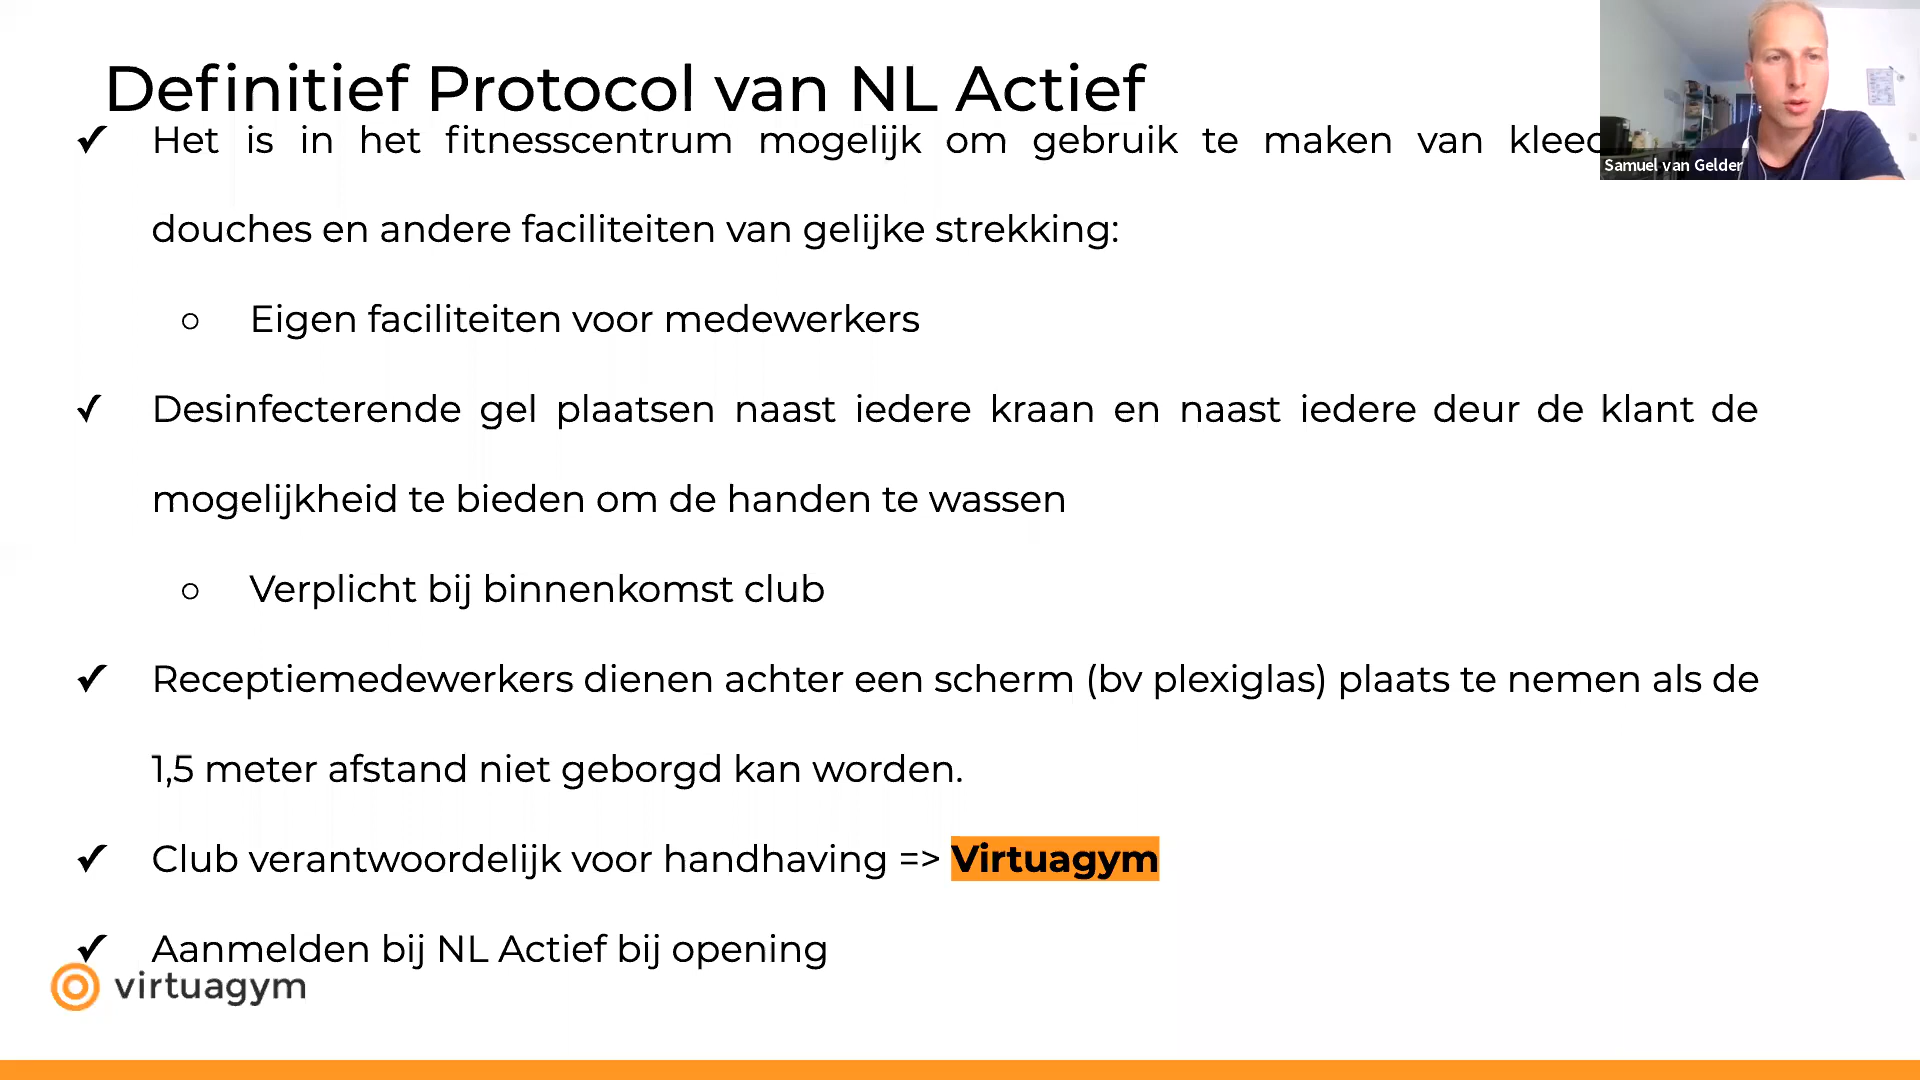 Definitief Protocol van NL Actief
✓ Het is in het fitnesscentrum mogelijk om gebruik te maken van
douches en andere faciliteiten van gelijke strekking:
○ Eigen faciliteiten voor medewerkers
✓ Desinfecterende gel plaatsen naast iedere kraan en naast iedere deur de klant de
mogelijkheid te bieden om de handen te wassen
○ Verplicht bij binnenkomst club
✓ Receptiemedewerkers dienen achter een scherm (bv plexiglas) plaats te nemen als de
1,5 meter afstand niet geborgd kan worden.
✓ Club verantwoordelijk voor handhaving => Virtuagym
✓ Aanmelden bij NL Actief bij opening
virtuagym
Samuel van Gelder